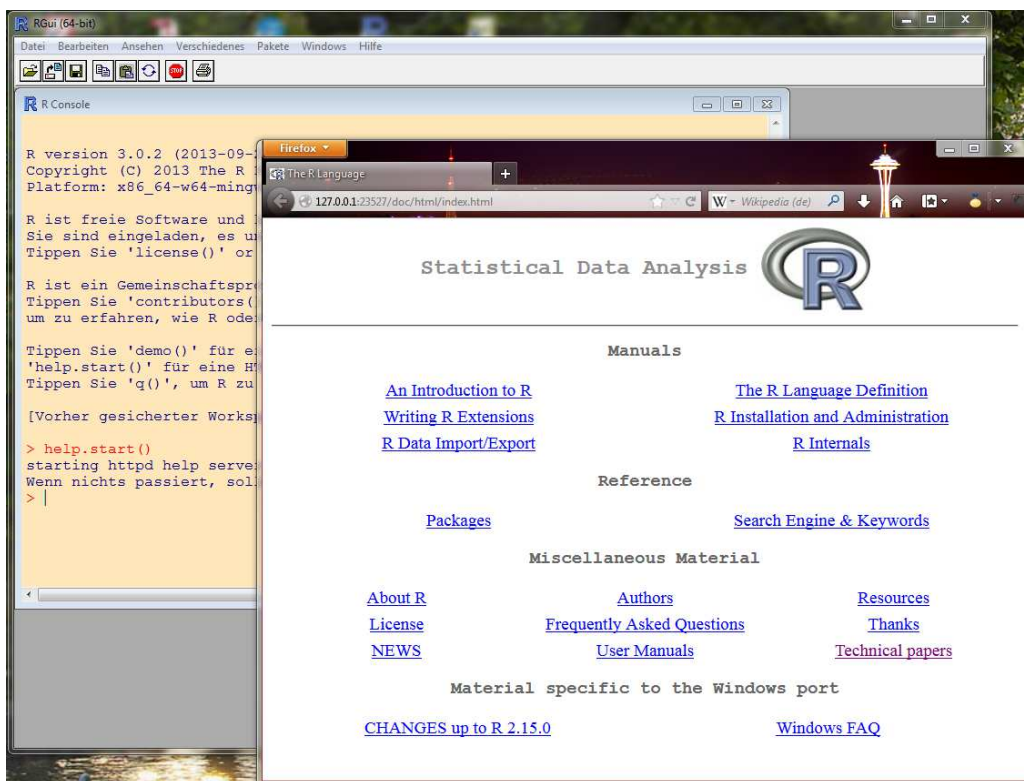 RGui (64-bit)
Datei Bearbeiten Ansehen Verschiedenes Pakete Windows Hilfe
STOP
R Console
R version 3.0.2 (2013-09-
Copyright (C) 2013 The R
Platform: x86_64-w64-ming
R ist freie Software und
Sie sind eingeladen, es
Tippen Sie 'license()' or
R ist ein Gemeinschaftspr
Tippen Sie 'contributors(
um zu erfahren, wie R ode
Tippen Sie 'demo()' für
'help.start()' für eine
Tippen Sie 'q()', um R zu
[Vorher gesicherter Works
> help.start()
starting httpd help serve
Wenn nichts passiert, sol
>
Firefox
The R Language
127.0.0.1:23527/doc/html/index.html
W Wikipedia (de)
Statistical Data Analysis R
Manuals
An Introduction to R The R Language Definition
Writing R Extensions R Installation and Administration
R Data Import/Export R Internals
Reference
Packages Search Engine & Keywords
Miscellaneous Material
About R Authors Resources
License Frequently Asked Questions Thanks
NEWS User Manuals Technical papers
Material specific to the Windows port
CHANGES up to R 2.15.0 Windows FAQ